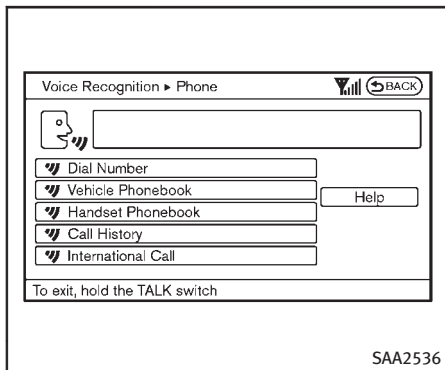 Voice Recognition ▸ Phone BACK
Dial Number
Vehicle Phonebook
Help
Handset Phonebook
Call History
International Call
To exit, hold the TALK switch
SAA2536